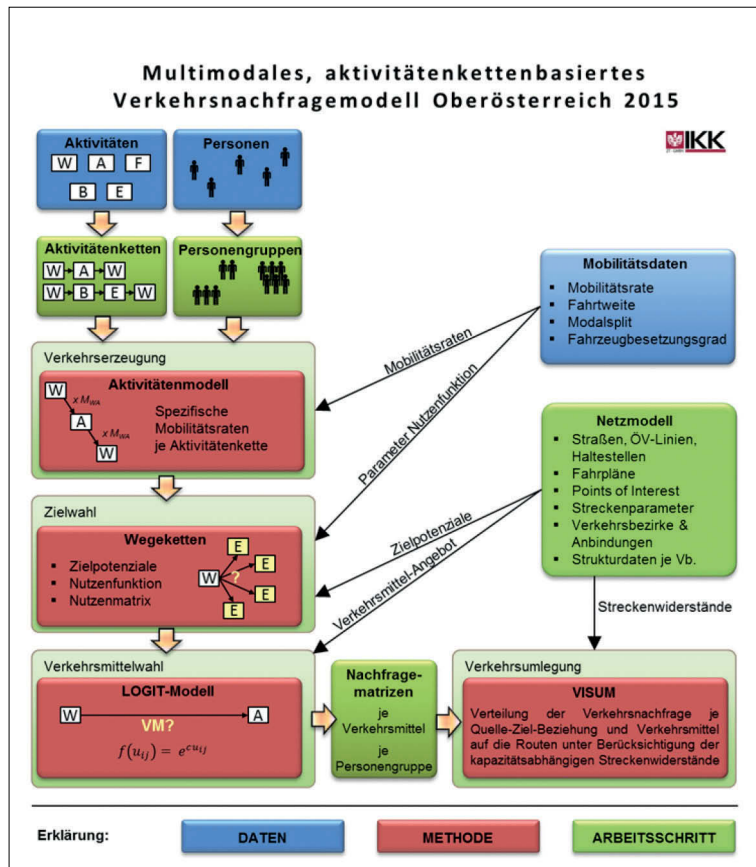 Multimodales, aktivitätenkettenbasiertes
Verkehrsnachfragemodell Oberösterreich 2015
IKK
Aktivitäten
W A F
B E
Personen
Aktivitätenketten
W A W
W B E W
Personengruppen
Mobilitätsdaten
▪ Mobilitätsrate
▪ Fahrtweite
▪ Modalsplit
▪ Fahrzeugbesetzungsgrad
Verkehrserzeugung
Aktivitätenmodell
W
x M_WA
A
x M_WA
W
Spezifische
Mobilitätsraten
je Aktivitätenkette
Mobilitätsraten
Parameter Nutzenfunktion
Netzmodell
▪ Straßen, ÖV-Linien,
Haltestellen
▪ Fahrpläne
▪ Points of Interest
▪ Streckenparameter
▪ Verkehrsbezirke &
Anbindungen
▪ Strukturdaten je Vb.
Zielwahl
Wegeketten
▪ Zielpotenziale
▪ Nutzenfunktion
▪ Nutzenmatrix
W
?
E
E
E
E
Zielpotenziale
Verkehrsmittel-Angebot
Streckenwiderstände
Verkehrsmittelwahl
LOGIT-Modell
W A
VM?
f(u_ij) = e^(cu_ij)
Nachfrage-
matrizen
je
Verkehrsmittel
je
Personengruppe
Verkehrsumlegung
VISUM
Verteilung der Verkehrsnachfrage je
Quelle-Ziel-Beziehung und Verkehrsmittel
auf die Routen unter Berücksichtigung der
kapazitätsabhängigen Streckenwiderstände
Erklärung:
DATEN
METHODE
ARBEITSSCHRITT